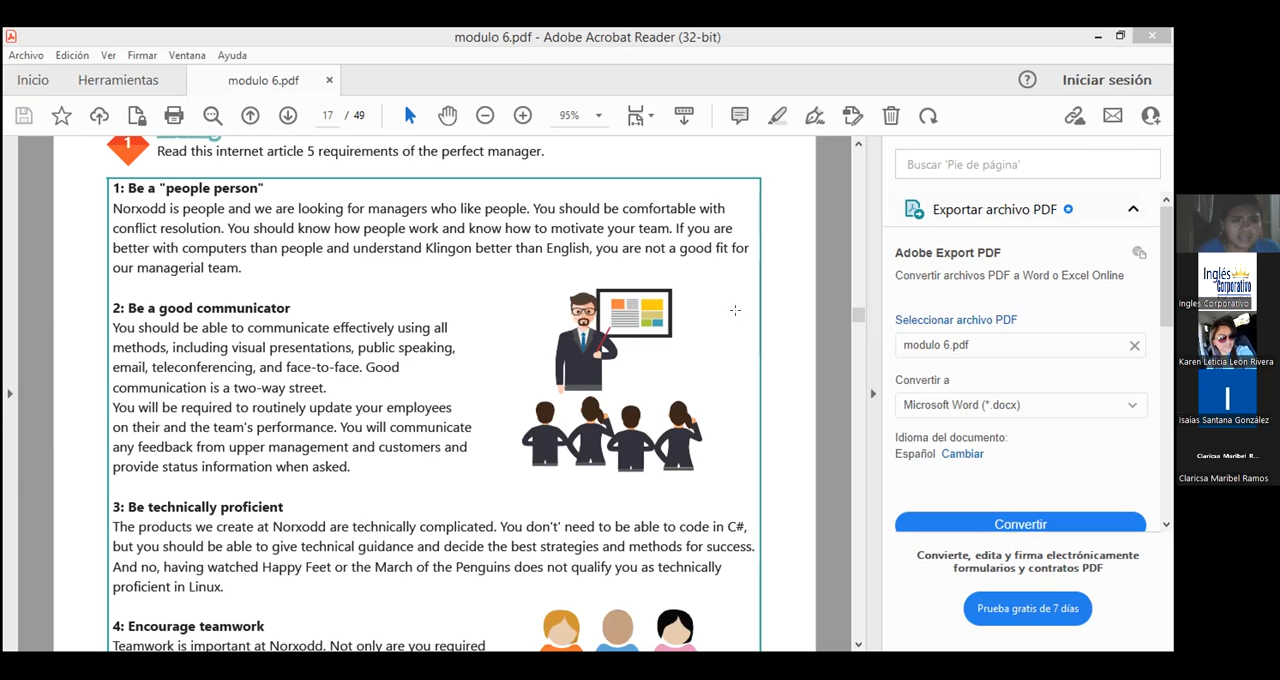 modulo 6.pdf - Adobe Acrobat Reader (32-bit)
Archivo Edición Ver Firmar Ventana Ayuda
Inicio Herramientas modulo 6.pdf Iniciar sesión
17 / 49 95%
1
Read this internet article 5 requirements of the perfect manager.
1: Be a "people person"
Norxodd is people and we are looking for managers who like people. You should be comfortable with
conflict resolution. You should know how people work and know how to motivate your team. If you are
better with computers than people and understand Klingon better than English, you are not a good fit for
our managerial team.
2: Be a good communicator
You should be able to communicate effectively using all
methods, including visual presentations, public speaking,
email, teleconferencing, and face-to-face. Good
communication is a two-way street.
You will be required to routinely update your employees
on their and the team's performance. You will communicate
any feedback from upper management and customers and
provide status information when asked.
3: Be technically proficient
The products we create at Norxodd are technically complicated. You don't' need to be able to code in C#,
but you should be able to give technical guidance and decide the best strategies and methods for success.
And no, having watched Happy Feet or the March of the Penguins does not qualify you as technically
proficient in Linux.
4: Encourage teamwork
Teamwork is important at Norxodd. Not only are you required
Buscar 'Pie de página'
Exportar archivo PDF
Adobe Export PDF
Convertir archivos PDF a Word o Excel Online
Seleccionar archivo PDF
modulo 6.pdf
Convertir a
Microsoft Word (*.docx)
Idioma del documento:
Español Cambiar
Convertir
Convierte, edita y firma electrónicamente
formularios y contratos PDF
Prueba gratis de 7 días
Inglés
Corporativo
Ingles Corporativo
Karen Leticia León Rivera
I
Isaias Santana González
Claricsa Maribel R...
Claricsa Maribel Ramos